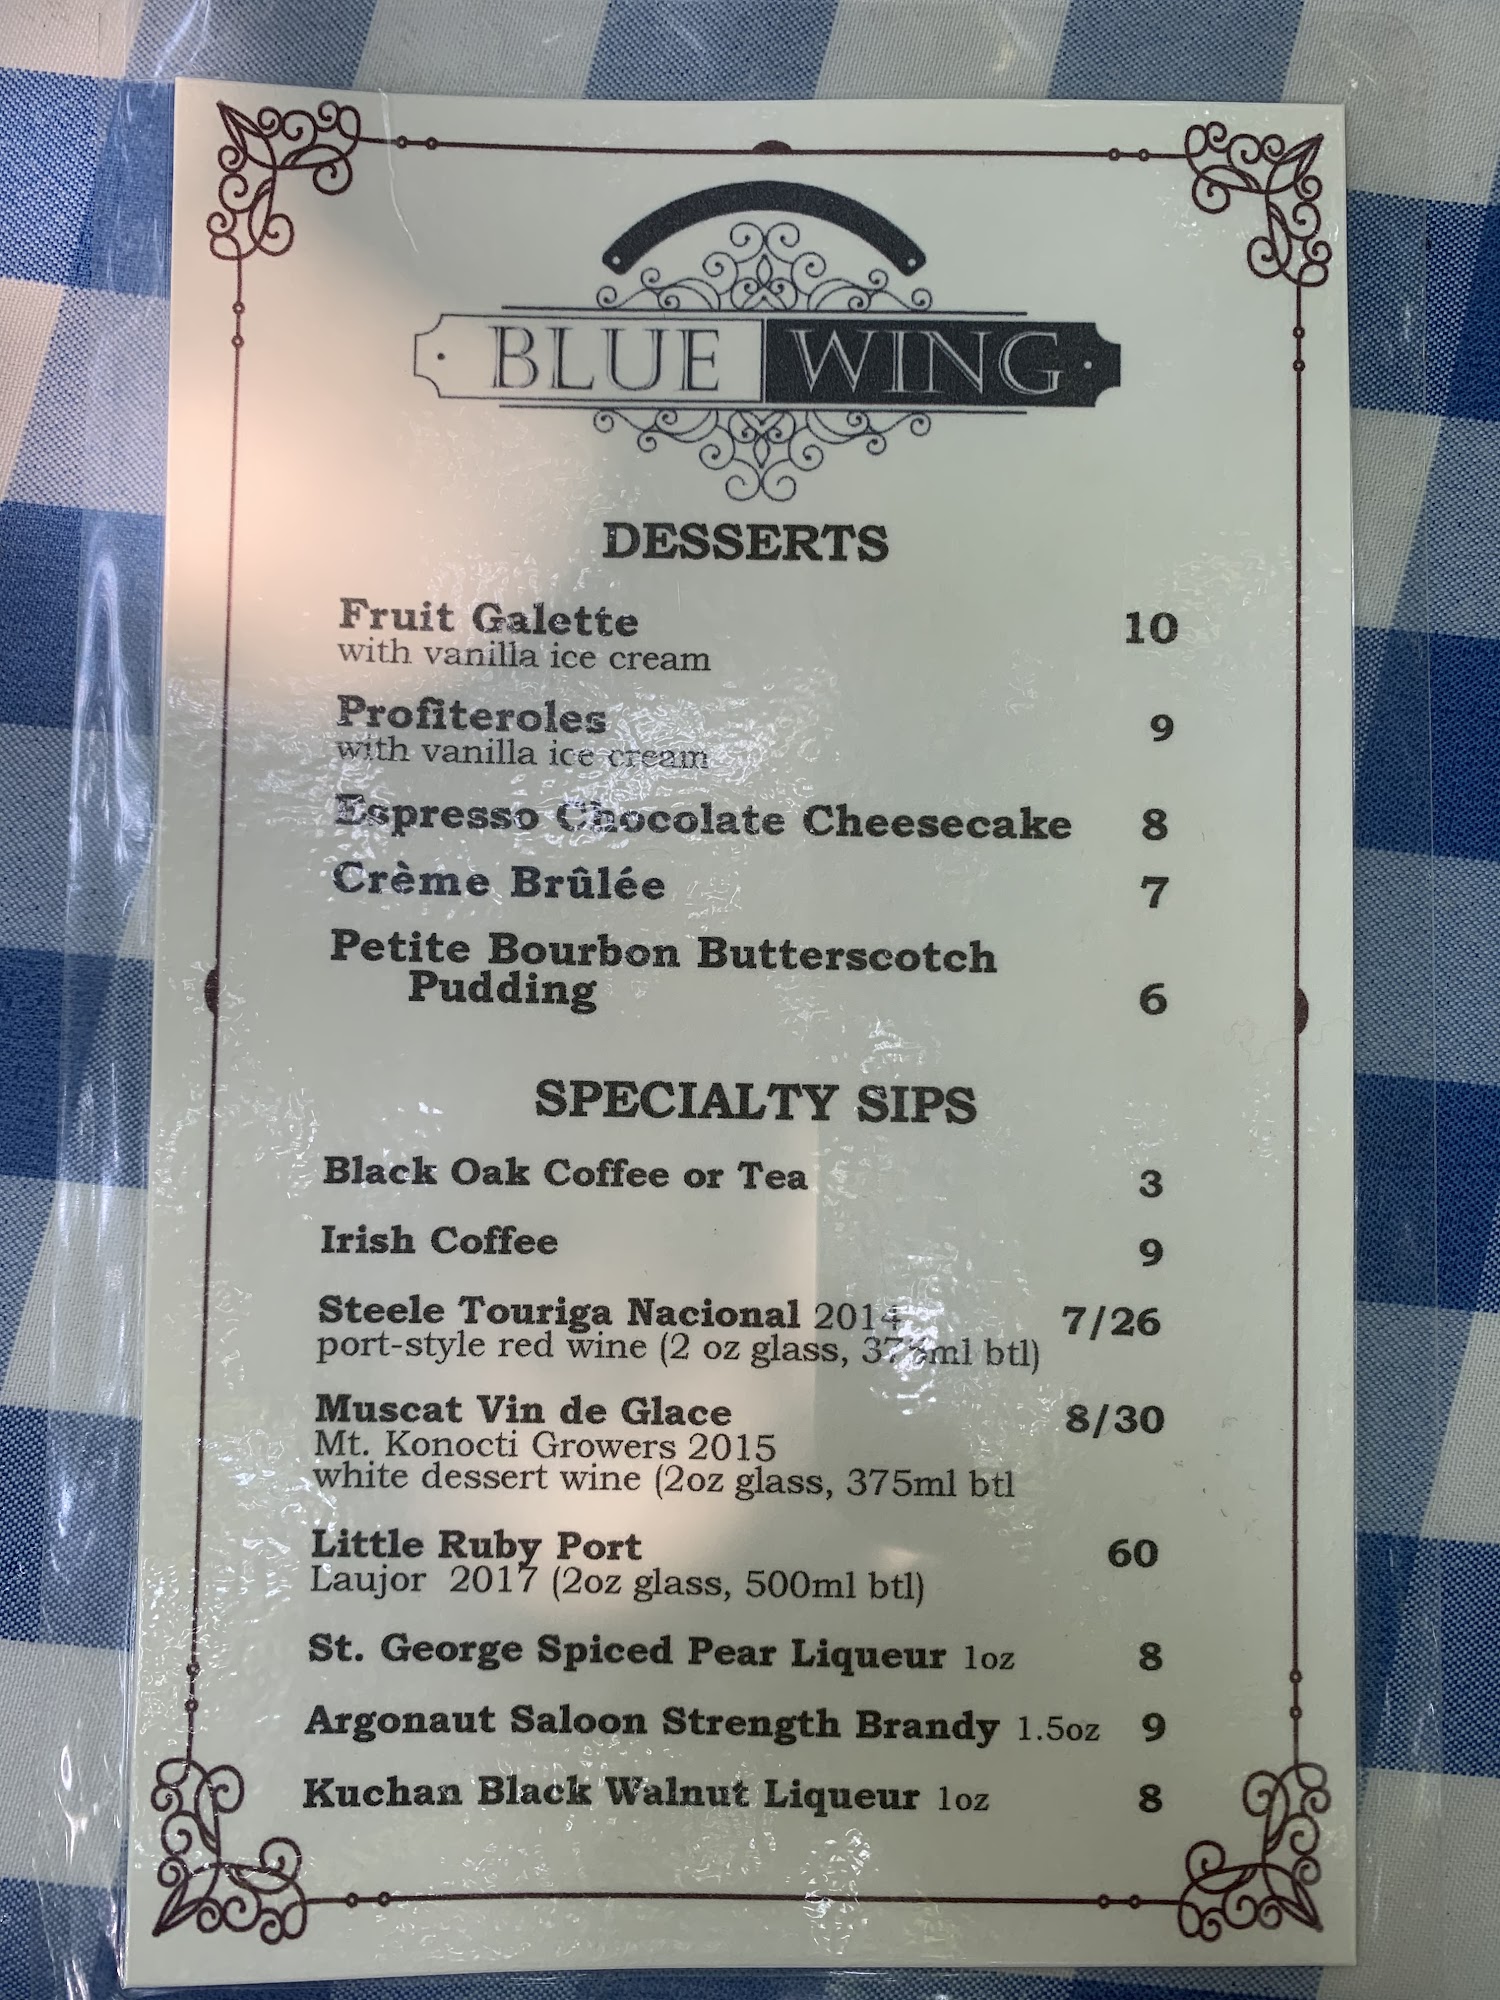 BLUE WING
DESSERTS
Fruit Galette 10
with vanilla ice cream
Profiteroles 9
with vanilla ice cream
Espresso Chocolate Cheesecake 8
Crème Brûlée 7
Petite Bourbon Butterscotch
Pudding 6
SPECIALTY SIPS
Black Oak Coffee or Tea 3
Irish Coffee 9
Steele Touriga Nacional 2014 7/26
port-style red wine (2 oz glass, 375ml btl)
Muscat Vin de Glace 8/30
Mt. Konocti Growers 2015
white dessert wine (2oz glass, 375ml btl
Little Ruby Port 60
Laujor 2017 (2oz glass, 500ml btl)
St. George Spiced Pear Liqueur 1oz 8
Argonaut Saloon Strength Brandy 1.5oz 9
Kuchan Black Walnut Liqueur 1oz 8